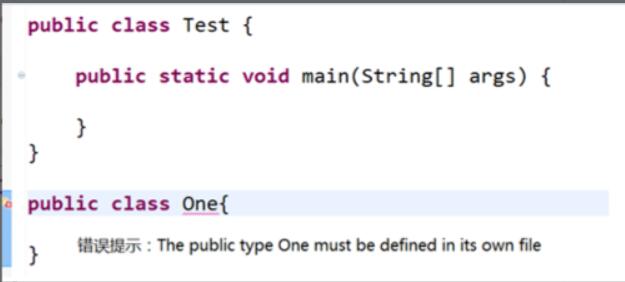 public class Test {
public static void main(String[] args) {
}
}
public class One{
错误提示：The public type One must be defined in its own file
}